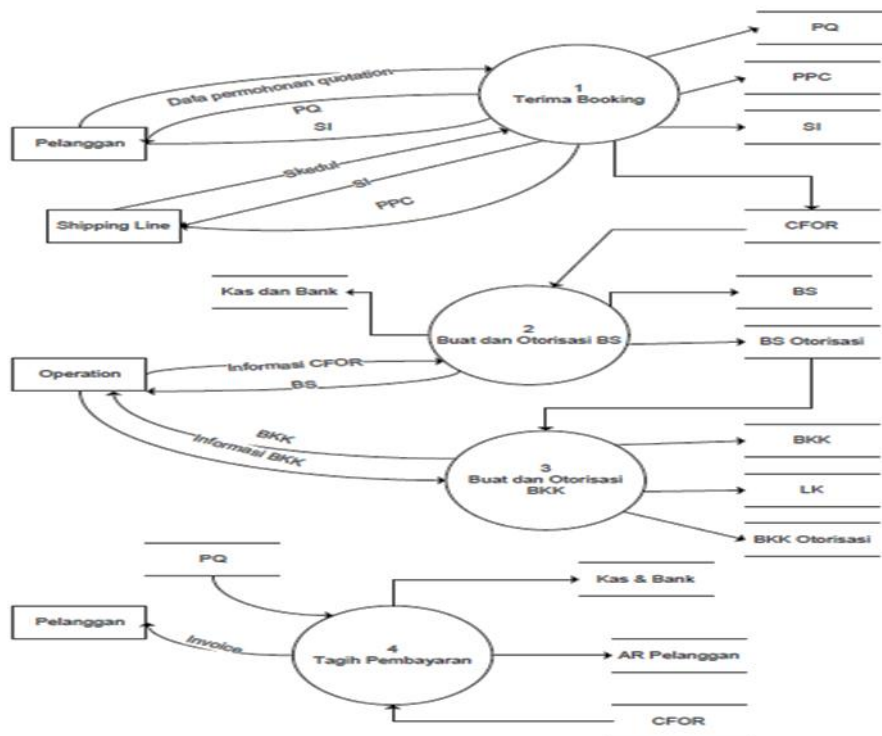 PQ
1
Terima Booking
Data permohonan quotation
PPC
PQ
SI
SI
Pelanggan
Skedul
SI
PPC
Shipping Line
CFOR
Kas dan Bank
BS
2
Buat dan Otorisasi BS
BS Otorisasi
Informasi CFOR
Operation
BS
BKK
Informasi BKK
BKK
3
Buat dan Otorisasi
BKK
LK
BKK Otorisasi
PQ
Kas & Bank
Pelanggan
Invoice
4
Tagih Pembayaran
AR Pelanggan
CFOR